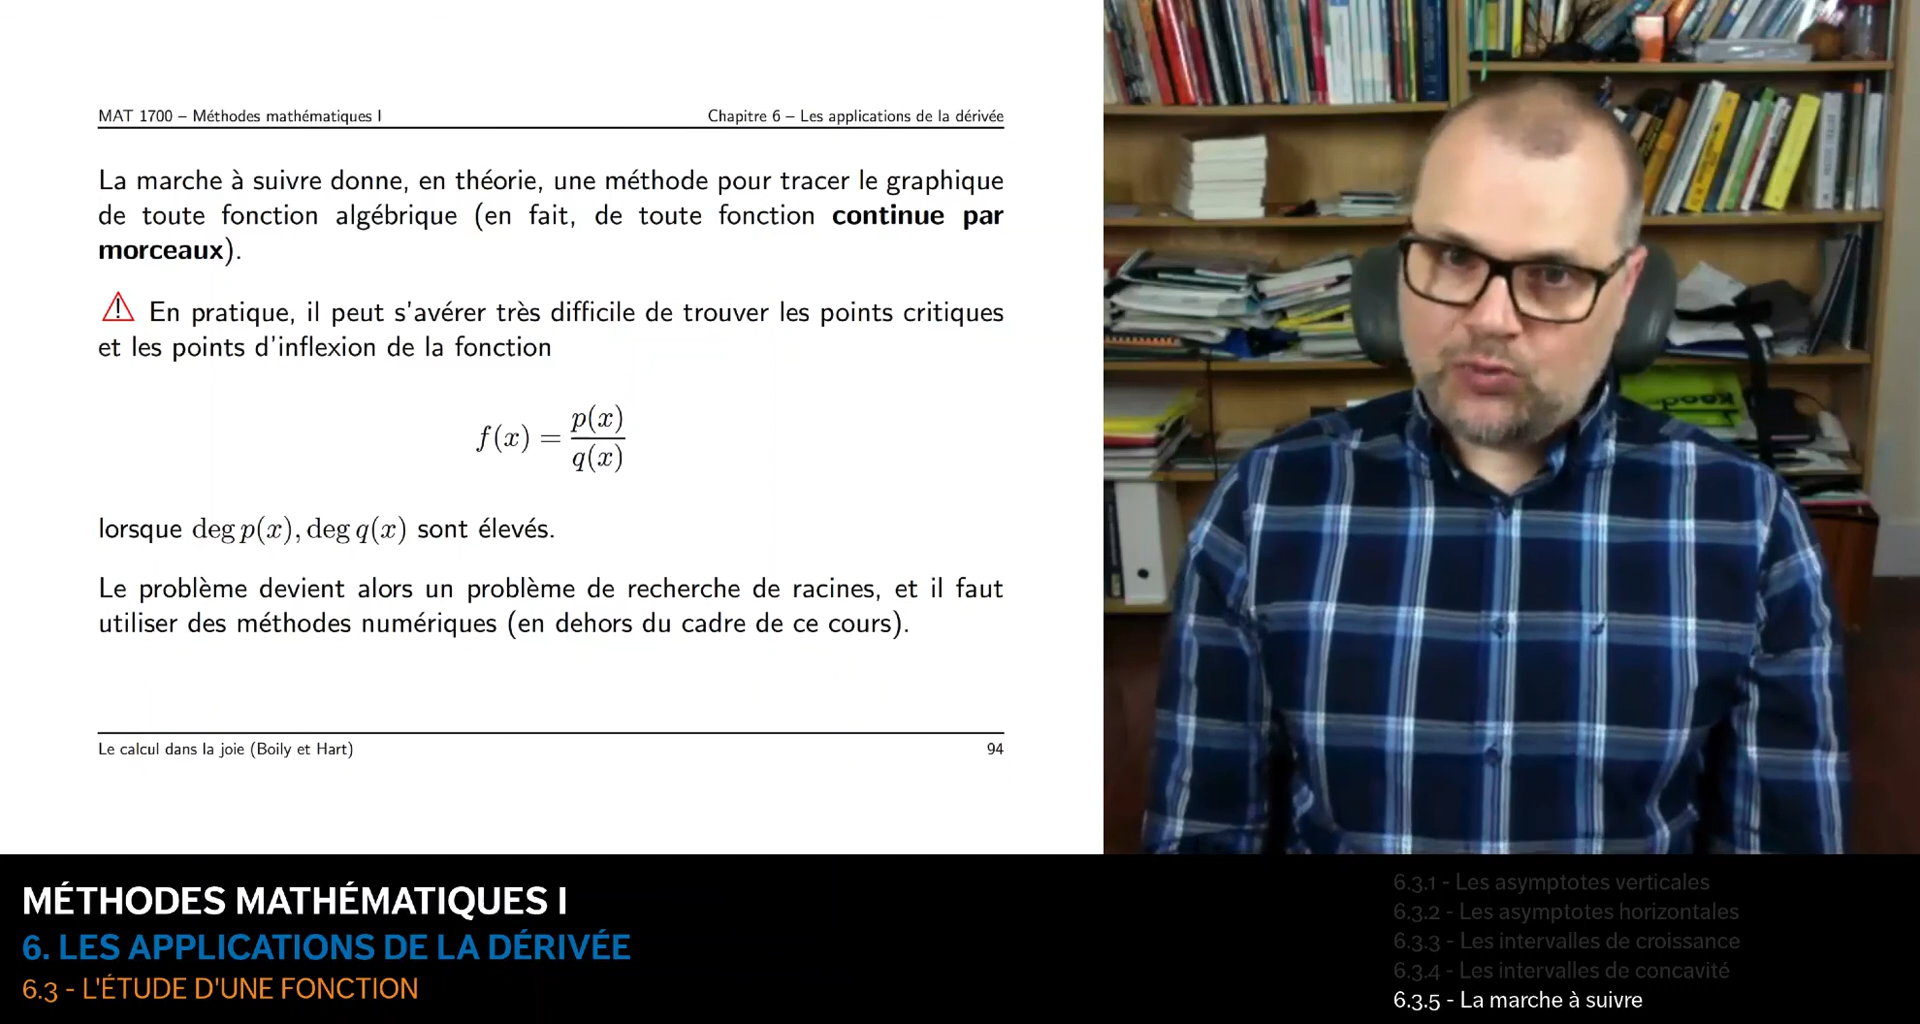 MAT 1700 – Méthodes mathématiques I
Chapitre 6 – Les applications de la dérivée
La marche à suivre donne, en théorie, une méthode pour tracer le graphique
de toute fonction algébrique (en fait, de toute fonction continue par
morceaux).
En pratique, il peut s'avérer très difficile de trouver les points critiques
et les points d'inflexion de la fonction
f(x) = p(x)/q(x)
lorsque deg p(x), deg q(x) sont élevés.
Le problème devient alors un problème de recherche de racines, et il faut
utiliser des méthodes numériques (en dehors du cadre de ce cours).
Le calcul dans la joie (Boily et Hart)
94
MÉTHODES MATHÉMATIQUES I
6. LES APPLICATIONS DE LA DÉRIVÉE
6.3 - L'ÉTUDE D'UNE FONCTION
6.3.1 - Les asymptotes verticales
6.3.2 - Les asymptotes horizontales
6.3.3 - Les intervalles de croissance
6.3.4 - Les intervalles de concavité
6.3.5 - La marche à suivre